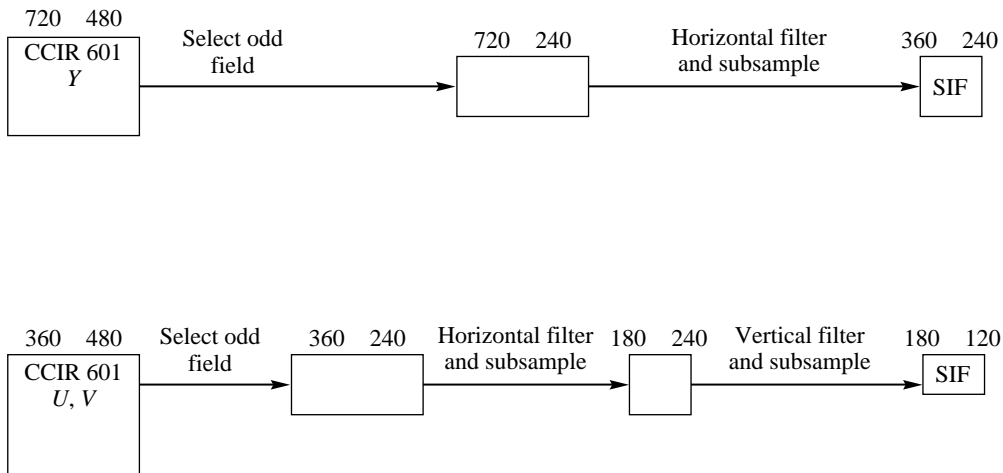 720 480
CCIR 601
Y
Select odd
field
720 240
Horizontal filter
and subsample
360 240
SIF
360 480
CCIR 601
U, V
Select odd
field
360 240
Horizontal filter
and subsample
180 240
Vertical filter
and subsample
180 120
SIF